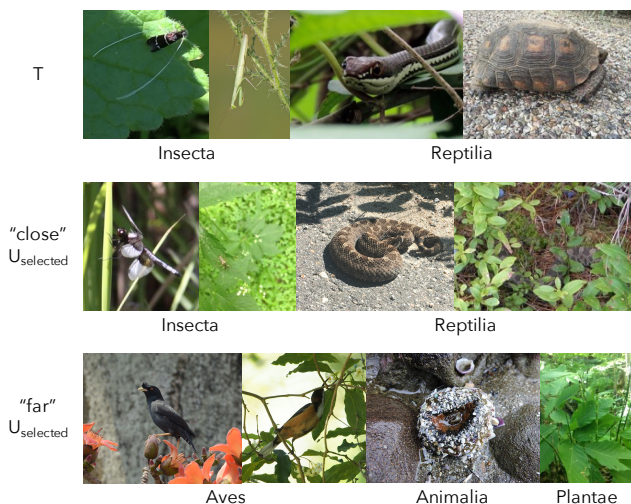 T
Insecta
Reptilia
“close”
Uselected
Insecta
Reptilia
“far”
Uselected
Aves
Animalia
Plantae